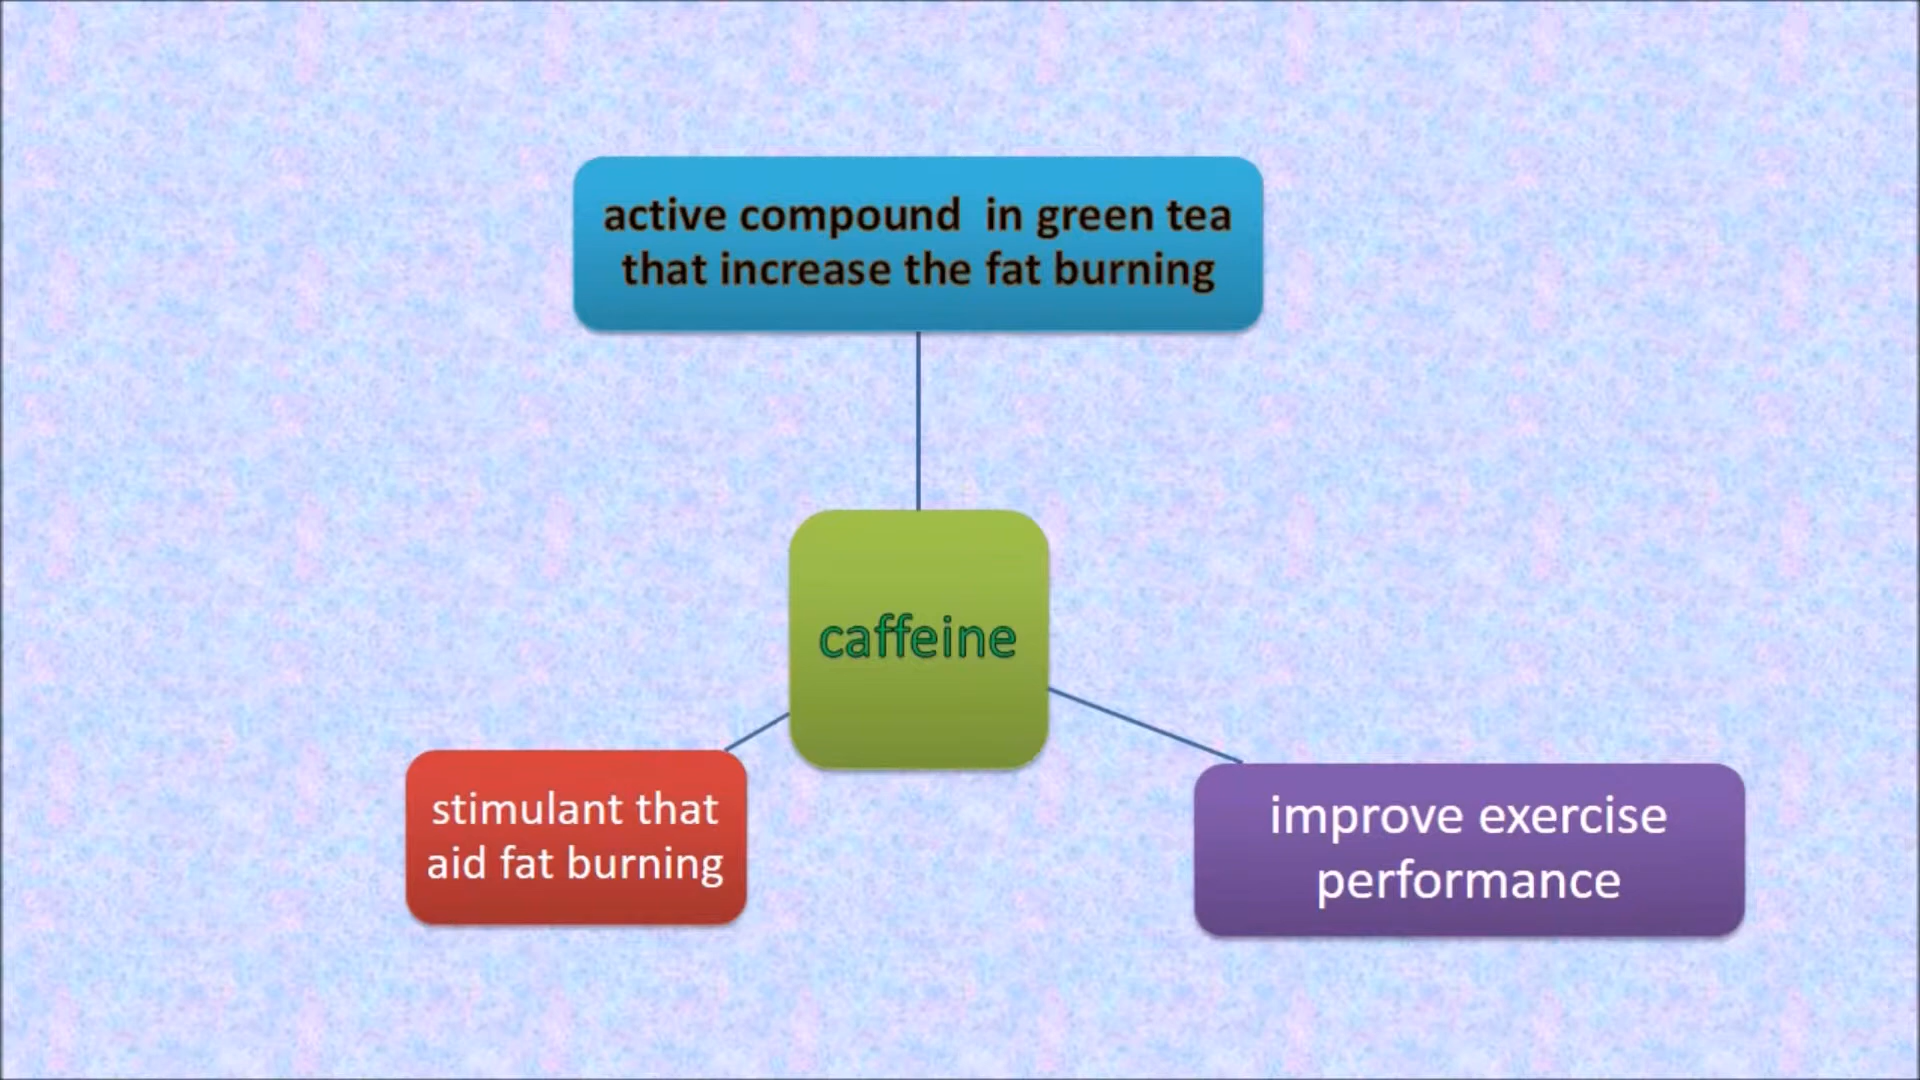 active compound  in green tea
that increase the fat burning
caffeine
stimulant that
aid fat burning
improve exercise
performance